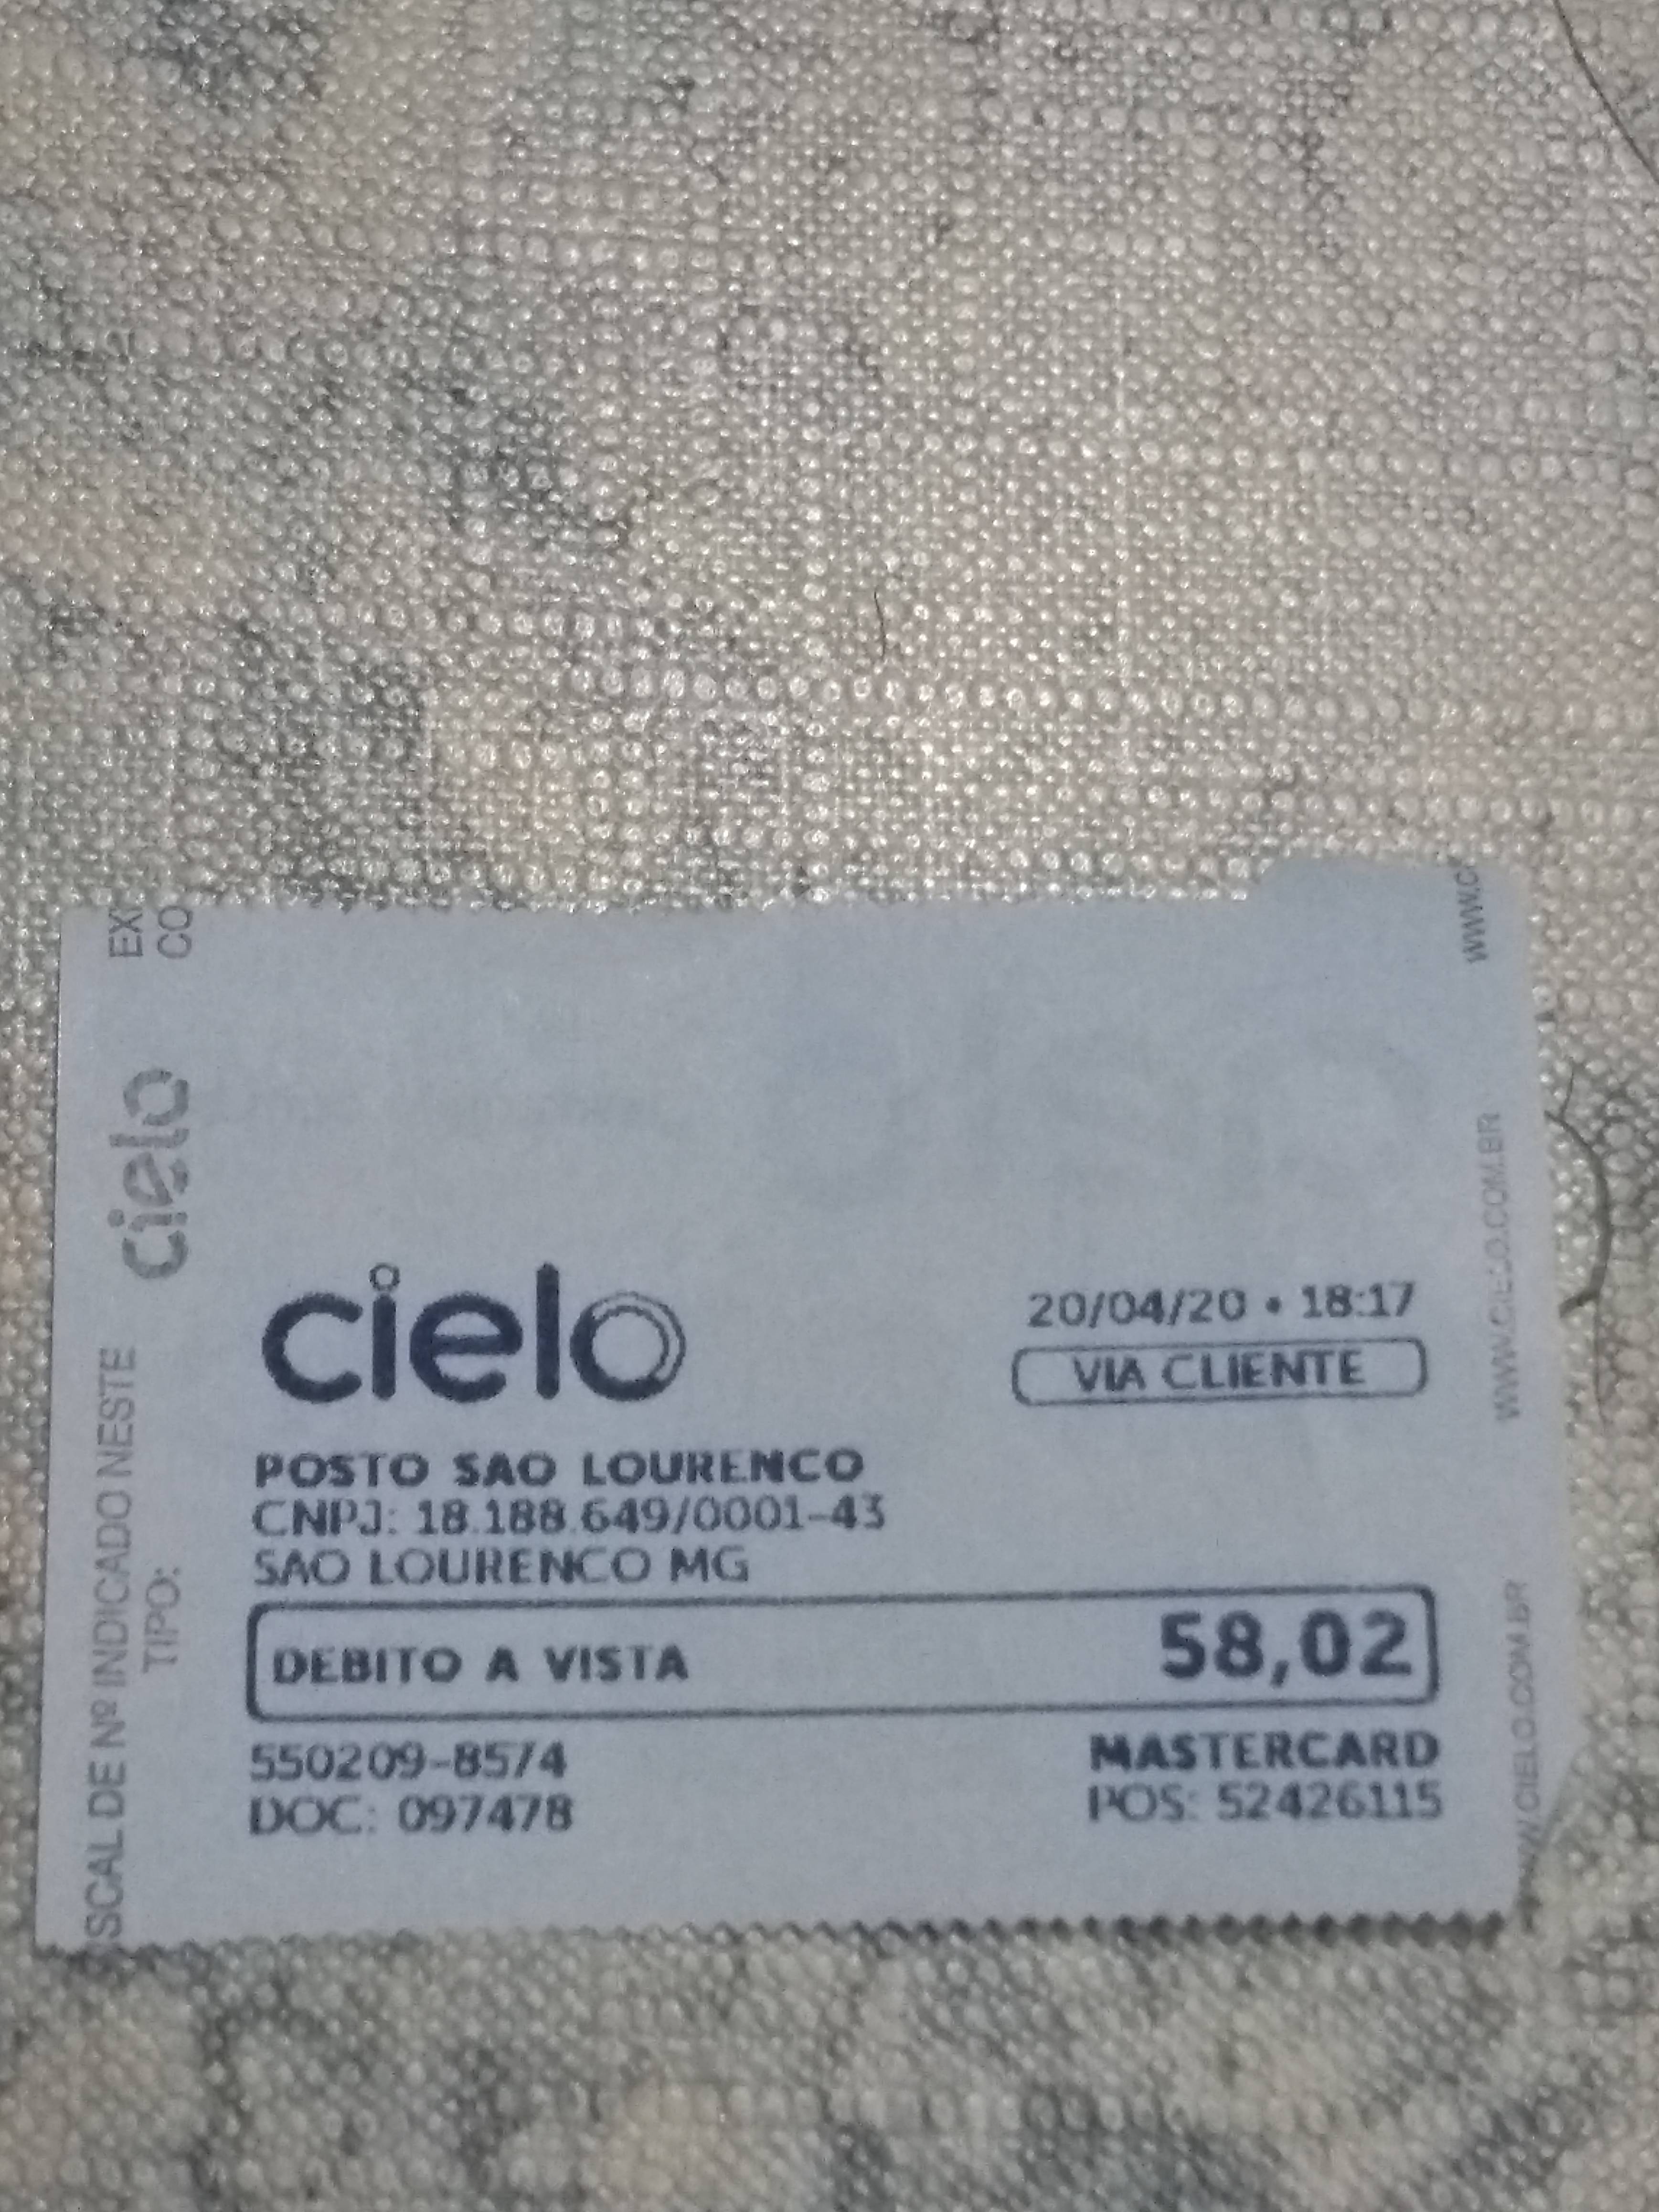 EX
CO
cielo
SCAL DE Nº INDICADO NESTE
TIPO:
cielo
20/04/20 • 18:17
VIA CLIENTE
POSTO SAO LOURENCO
CNPJ: 18.188.649/0001-43
SAO LOURENCO MG
DEBITO A VISTA 58,02
550209-8574 MASTERCARD
DOC: 097478 POS: 52426115
WWW.C
WWW.CIELO.COM.BR
W.CIELO.COM.BR